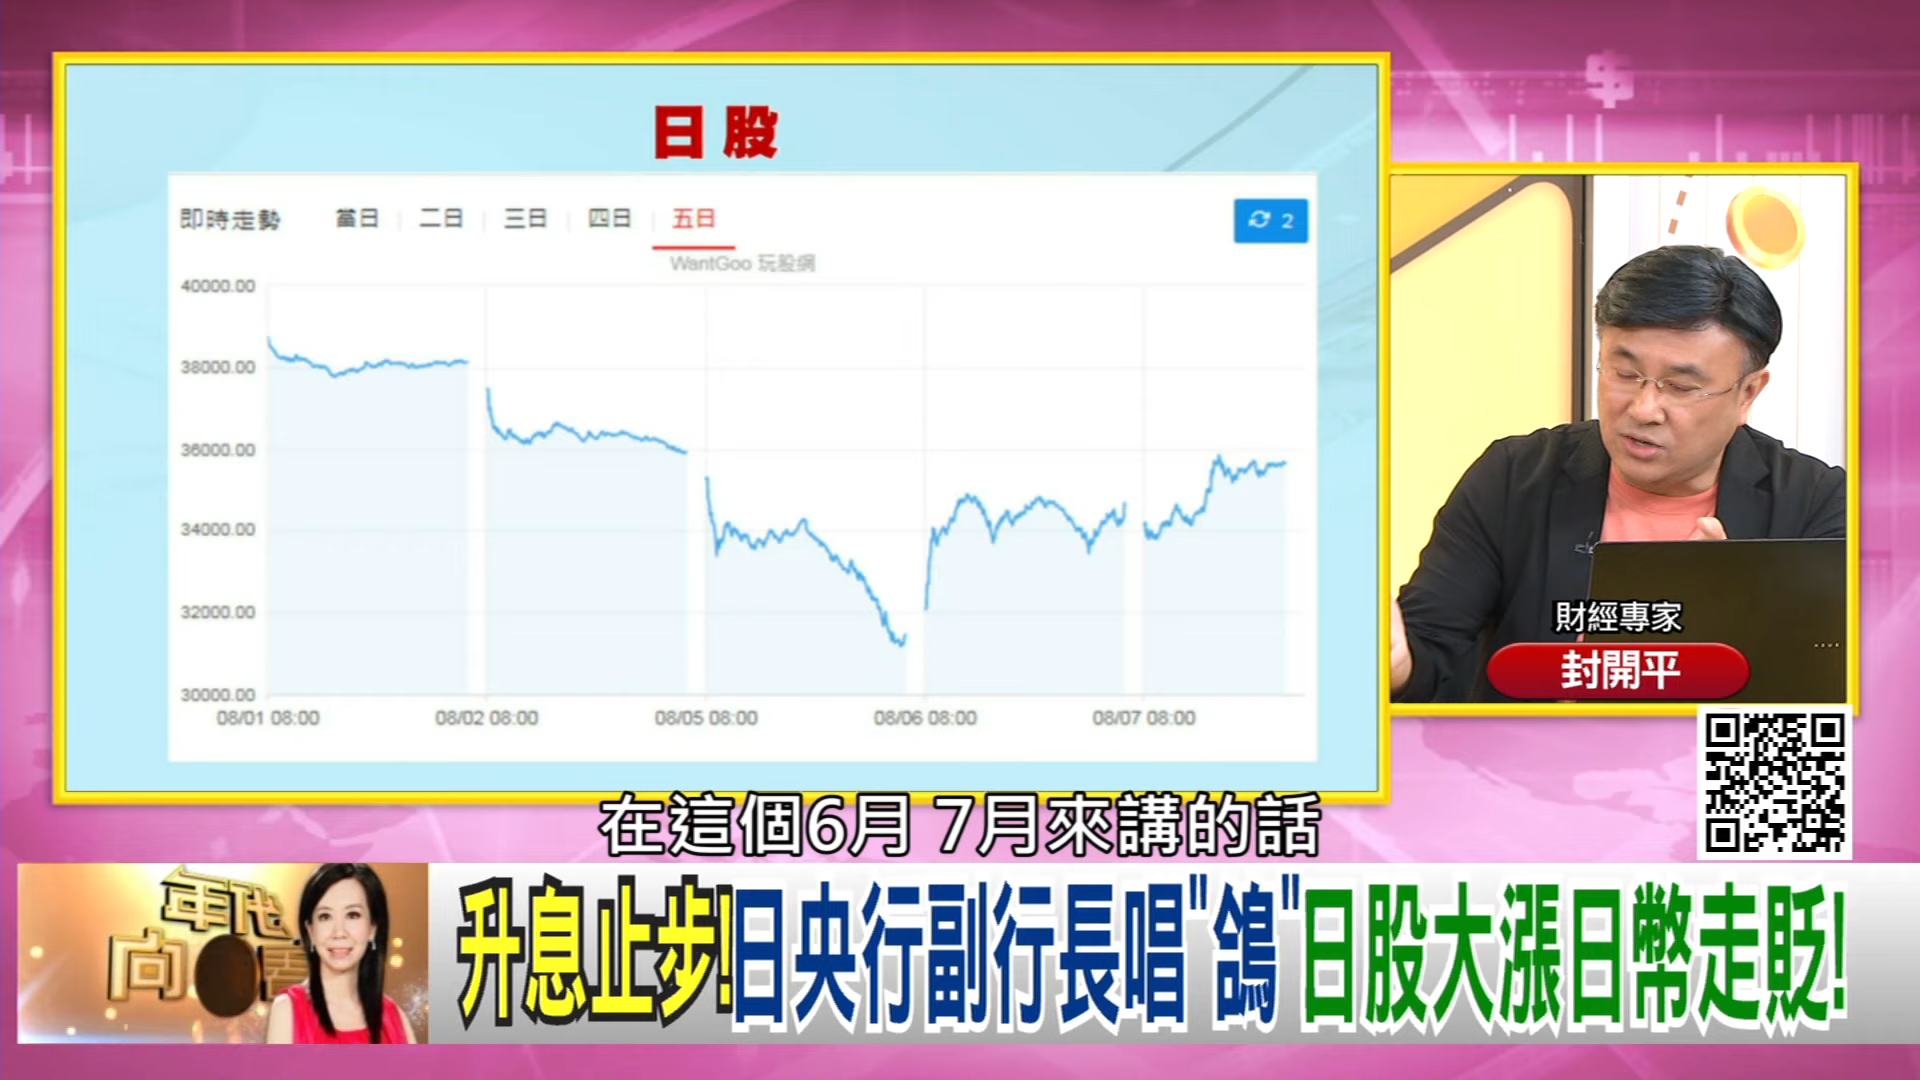 日股
即時走勢 當日 二日 三日 四日 五日 2
WantGoo 玩股網
40000.00
38000.00
36000.00
34000.00
32000.00
30000.00
08/01 08:00 08/02 08:00 08/05 08:00 08/06 08:00 08/07 08:00
財經專家
封開平
在這個6月 7月來講的話
年代
向
升息止步!日央行副行長唱"鴿"日股大漲日幣走貶!